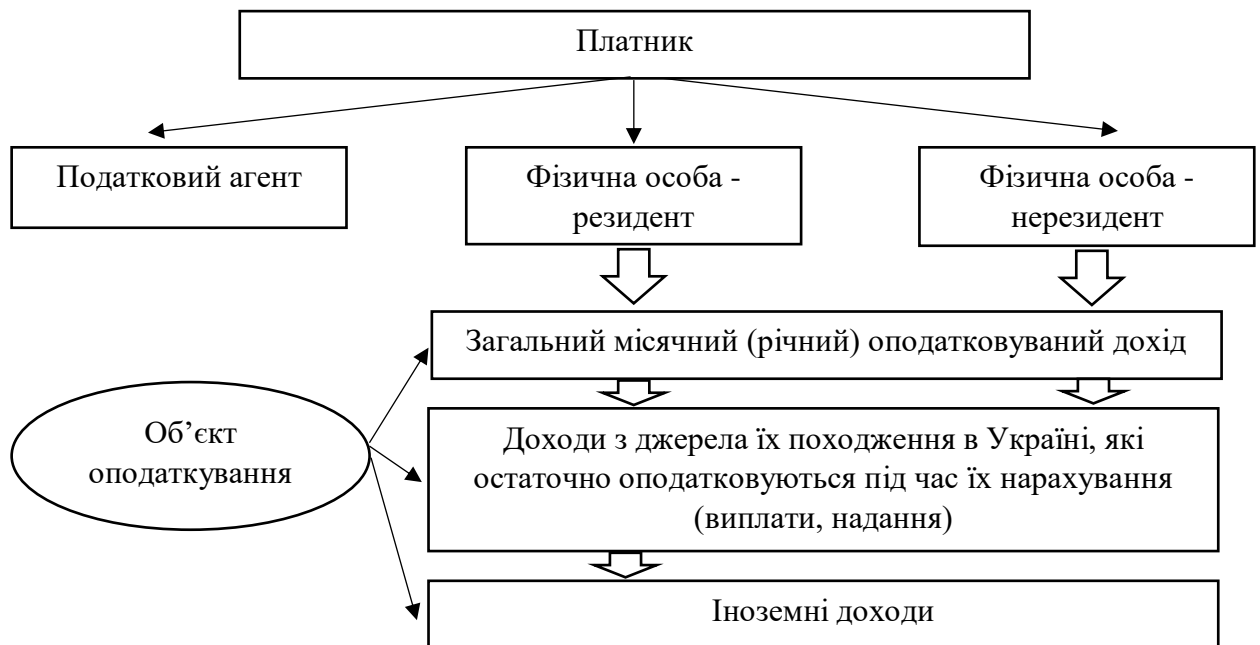 Платник
Податковий агент
Фізична особа -
резидент
Фізична особа -
нерезидент
Загальний місячний (річний) оподатковуваний дохід
Об’єкт
оподаткування
Доходи з джерела їх походження в Україні, які
остаточно оподатковуються під час їх нарахування
(виплати, надання)
Іноземні доходи